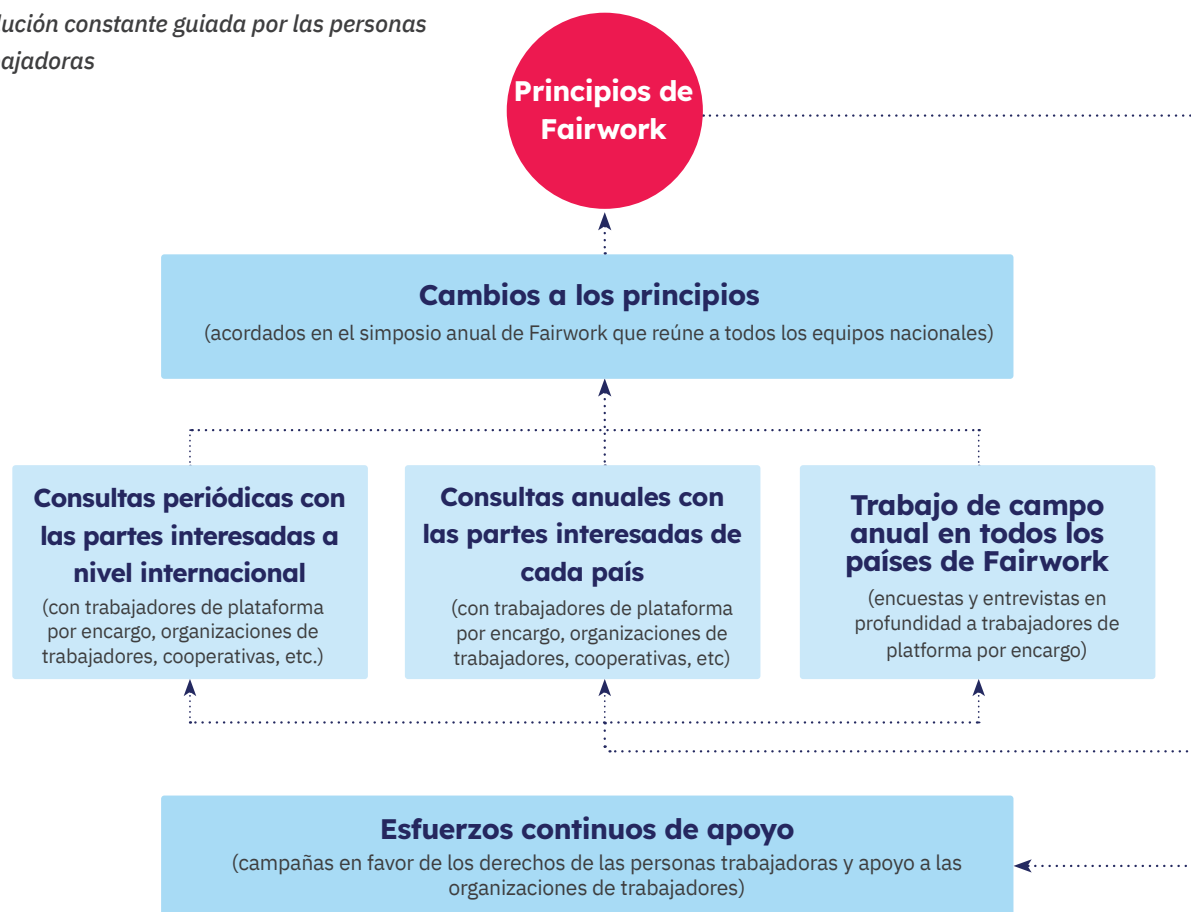 lución constante guiada por las personas
ajadoras
Principios de
Fairwork
Cambios a los principios
(acordados en el simposio anual de Fairwork que reúne a todos los equipos nacionales)
Consultas periódicas con
las partes interesadas a
nivel internacional
(con trabajadores de plataforma
por encargo, organizaciones de
trabajadores, cooperativas, etc.)
Consultas anuales con
las partes interesadas de
cada país
(con trabajadores de plataforma
por encargo, organizaciones de
trabajadores, cooperativas, etc)
Trabajo de campo
anual en todos los
países de Fairwork
(encuestas y entrevistas en
profundidad a trabajadores de
platforma por encargo)
Esfuerzos continuos de apoyo
(campañas en favor de los derechos de las personas trabajadoras y apoyo a las
organizaciones de trabajadores)